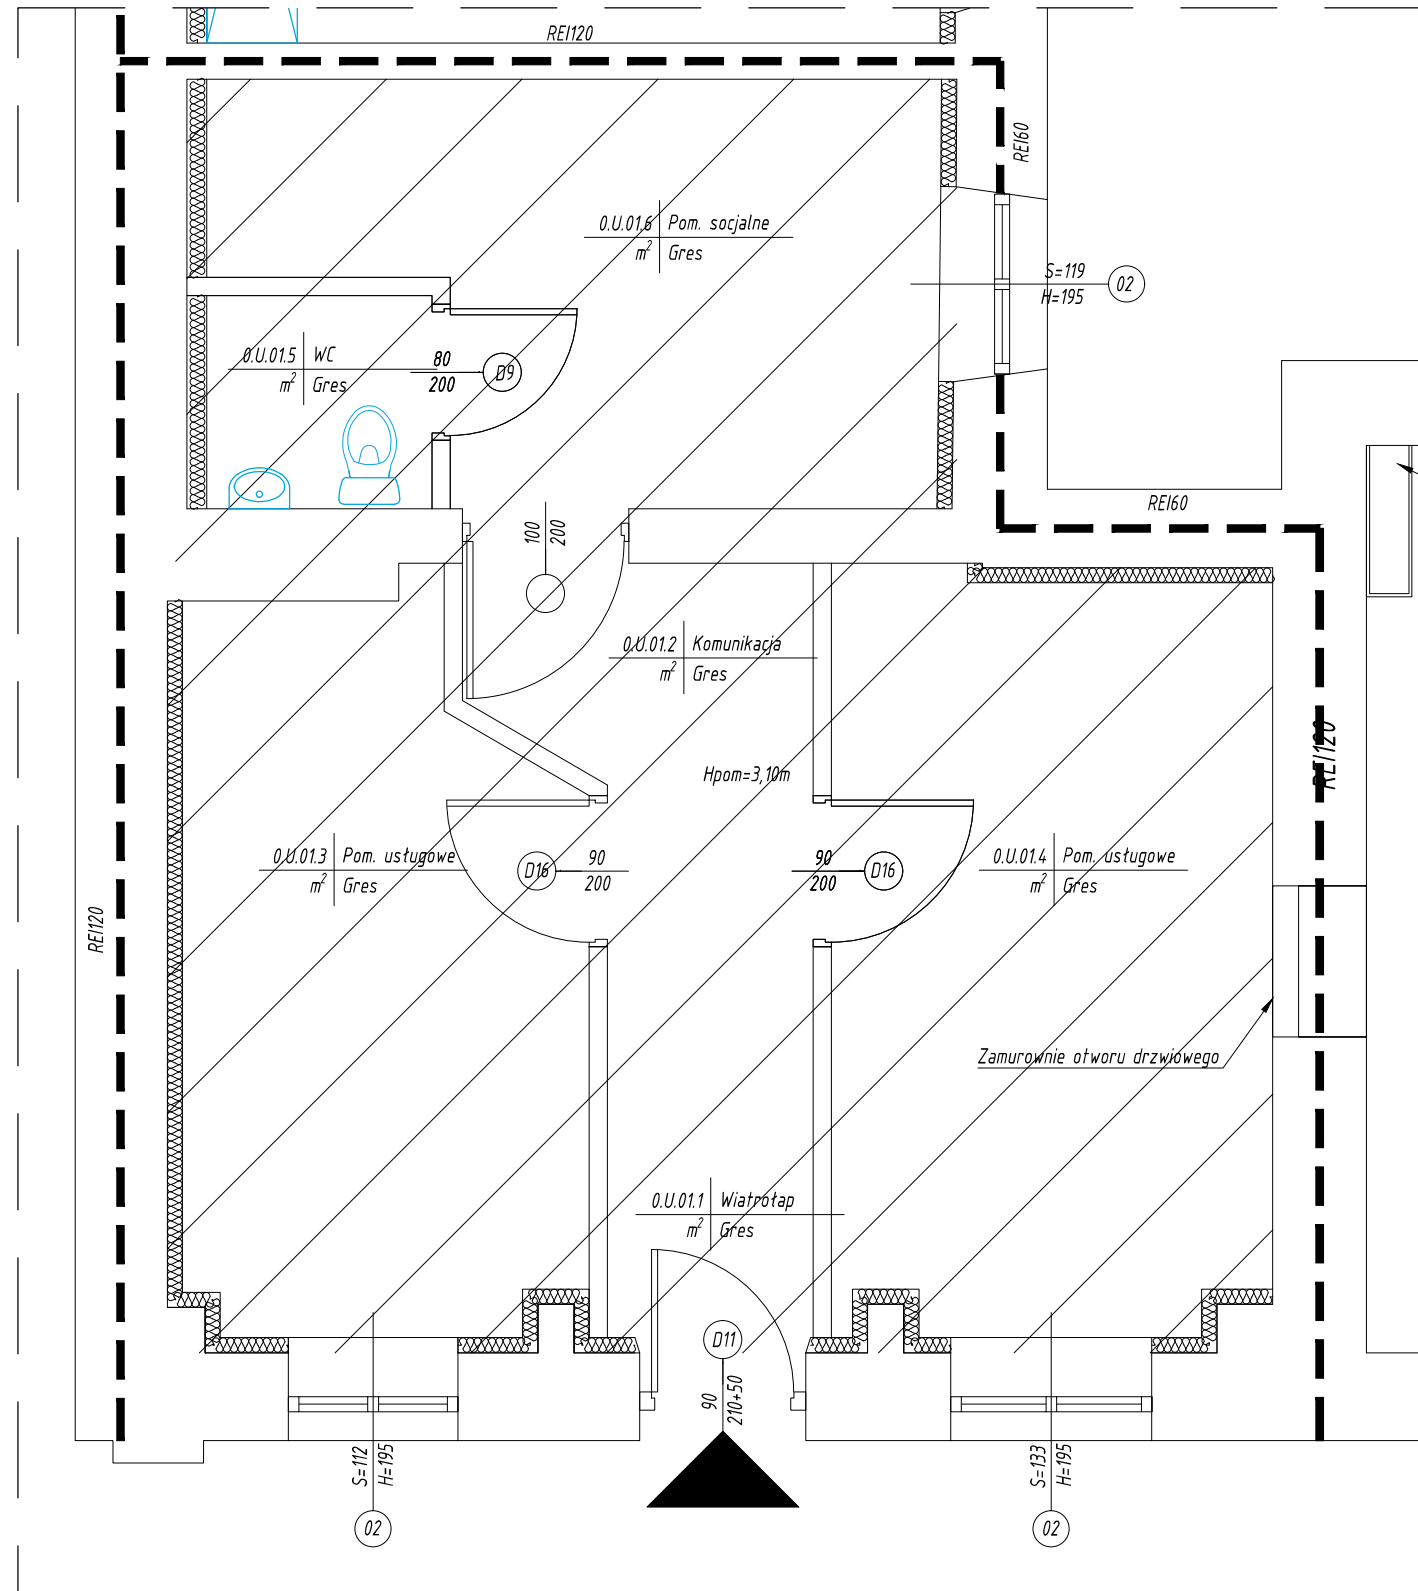 REI120
REI60
0.U.01.6 Pom. socjalne
m² Gres
S=119
H=195
02
0.U.01.5 WC
m² Gres
80
200
D9
REI60
100
200
0.U.01.2 Komunikacja
m² Gres
REI120
Hpom=3,10m
0.U.01.3 Pom. usługowe
m² Gres
D16
90
200
90
200
D16
0.U.01.4 Pom. usługowe
m² Gres
REI120
Zamurownie otworu drzwiowego
0.U.01.1 Wiatrołap
m² Gres
D11
90
210+50
S=112
H=195
02
S=133
H=195
02